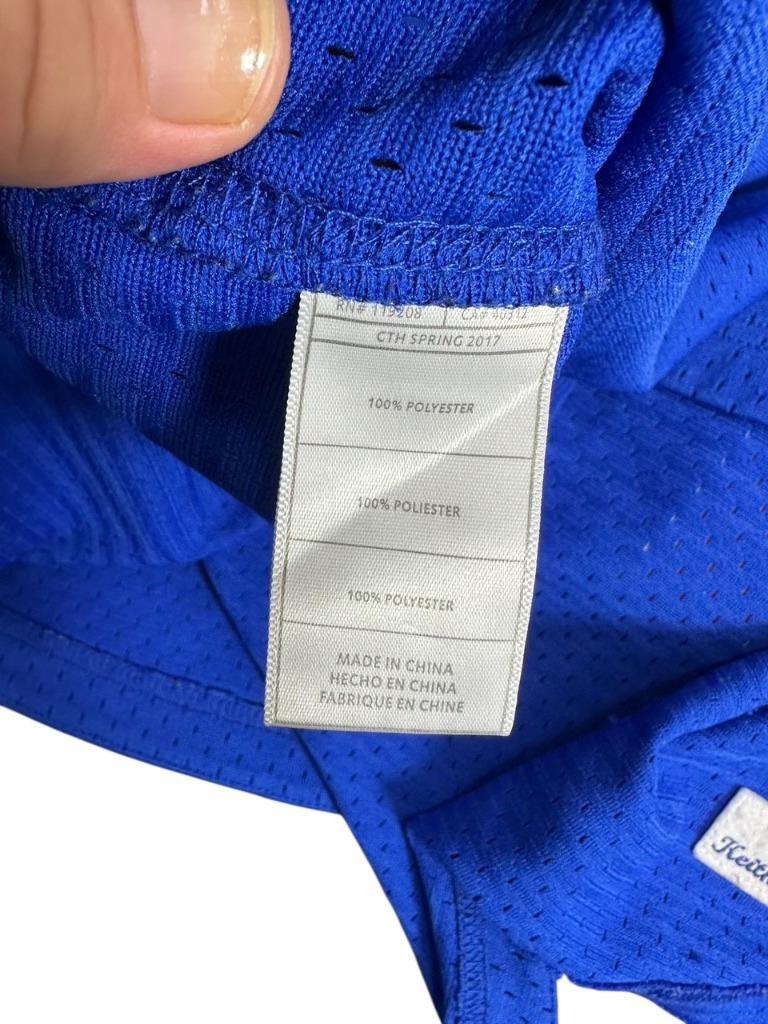 RN# 119208 CA# 40312
CTH SPRING 2017
100% POLYESTER
100% POLIESTER
100% POLYESTER
MADE IN CHINA
HECHO EN CHINA
FABRIQUE EN CHINE
Keith